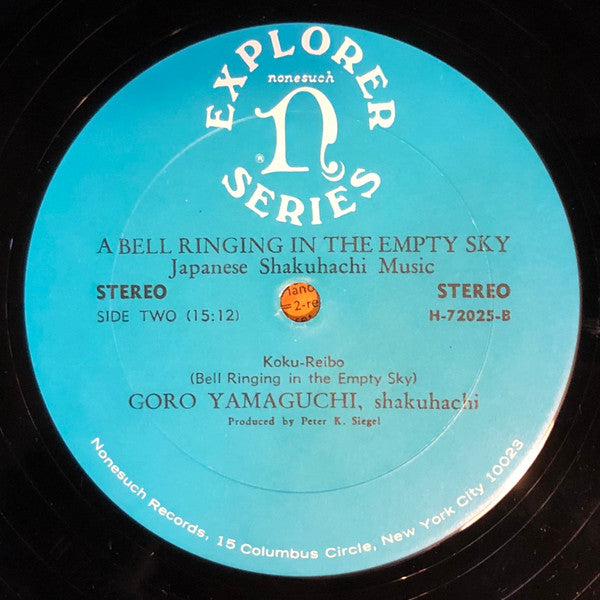 EXPLORER
nonesuch
n
®
SERIES
A BELL RINGING IN THE EMPTY SKY
Japanese Shakuhachi Music
STEREO STEREO
SIDE TWO (15:12) H-72025-B
Koku-Reibo
(Bell Ringing in the Empty Sky)
GORO YAMAGUCHI, shakuhachi
Produced by Peter K. Siegel
Nonesuch Records, 15 Columbus Circle, New York City 10023